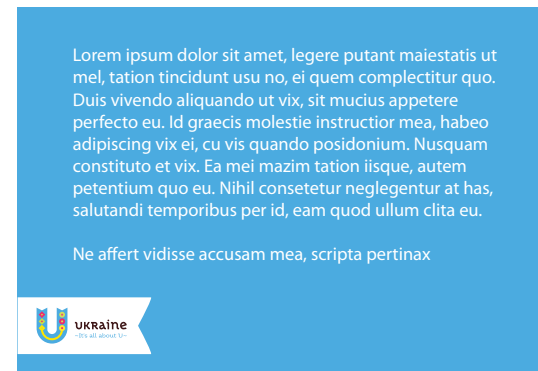 Lorem ipsum dolor sit amet, legere putant maiestatis ut
mel, tation tincidunt usu no, ei quem complectitur quo.
Duis vivendo aliquando ut vix, sit mucius appetere
perfecto eu. Id graecis molestie instructior mea, habeo
adipiscing vix ei, cu vis quando posidonium. Nusquam
constituto et vix. Ea mei mazim tation iisque, autem
petentium quo eu. Nihil consetetur neglegentur at has,
salutandi temporibus per id, eam quod ullum clita eu.
Ne affert vidisse accusam mea, scripta pertinax
U
UKRaine
~It's all about U~